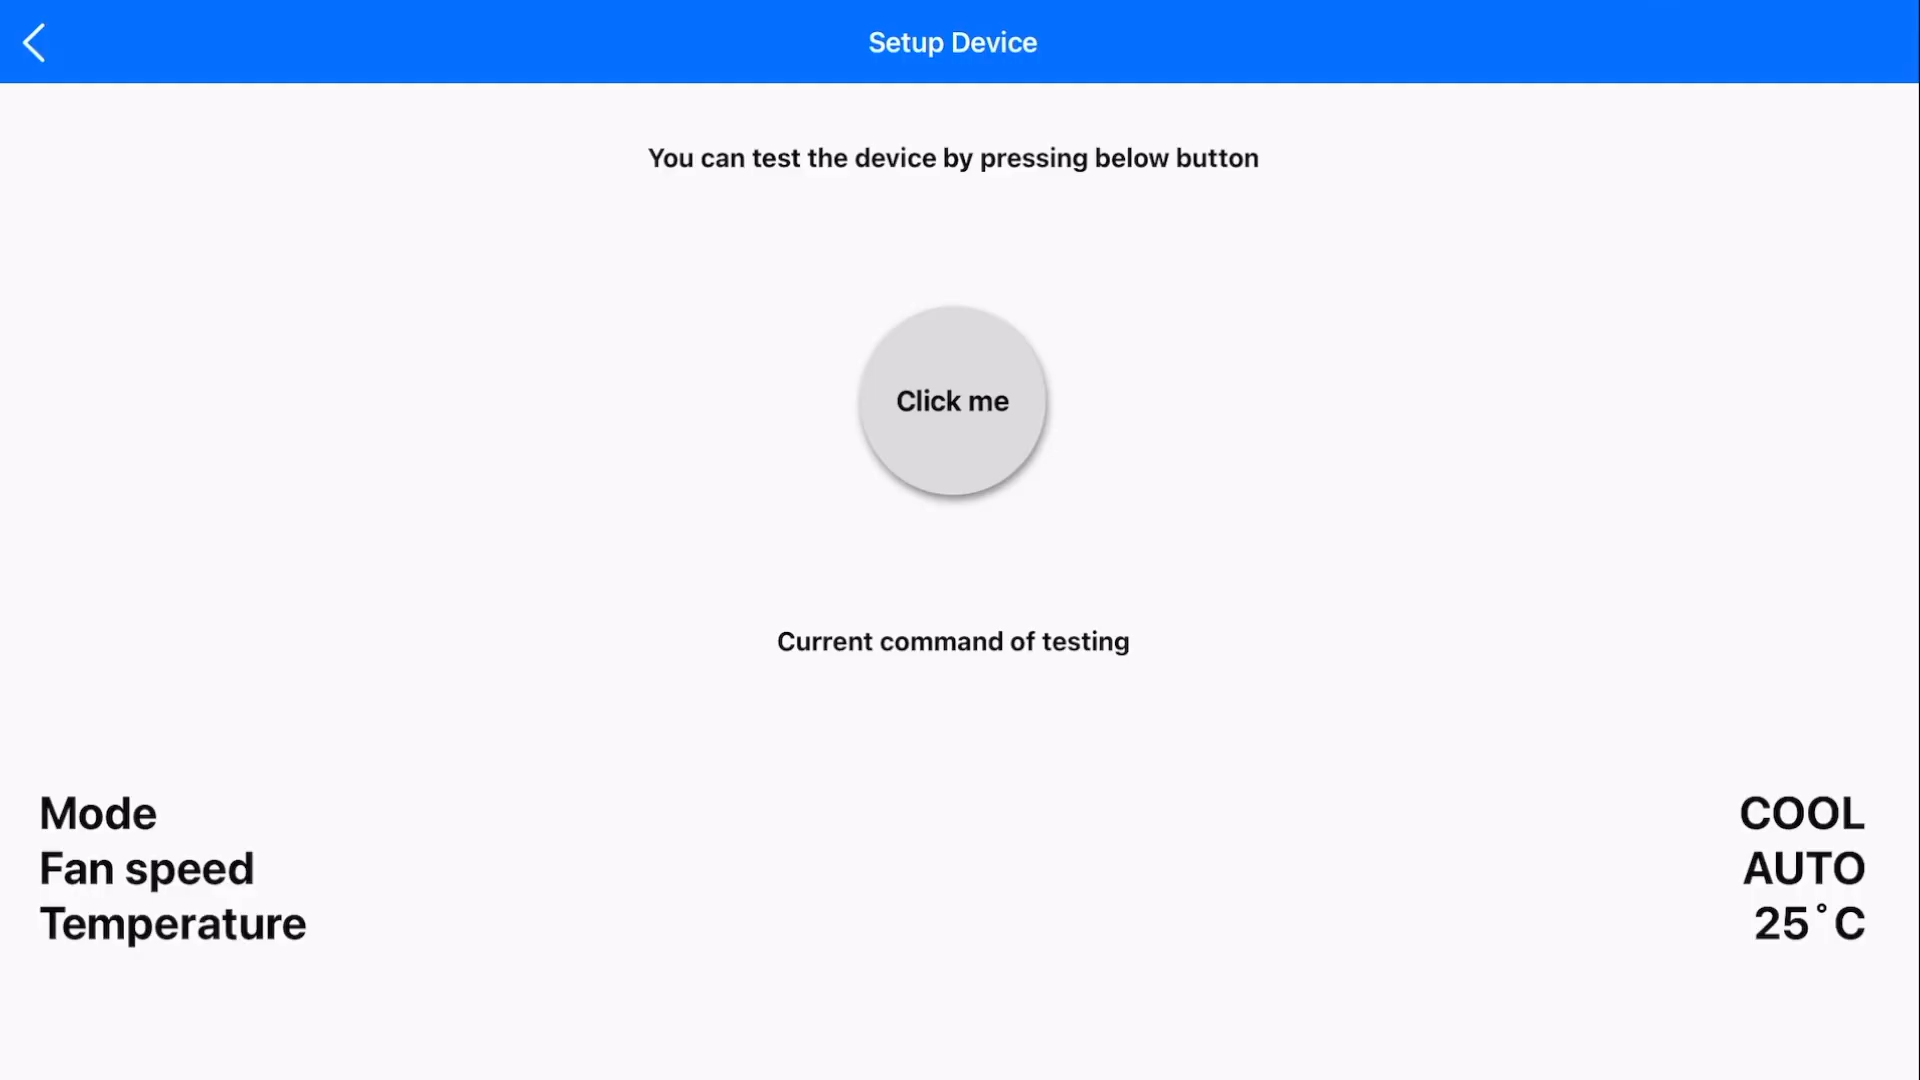 Setup Device
You can test the device by pressing below button
Click me
Current command of testing
Mode COOL
Fan speed AUTO
Temperature 25°C